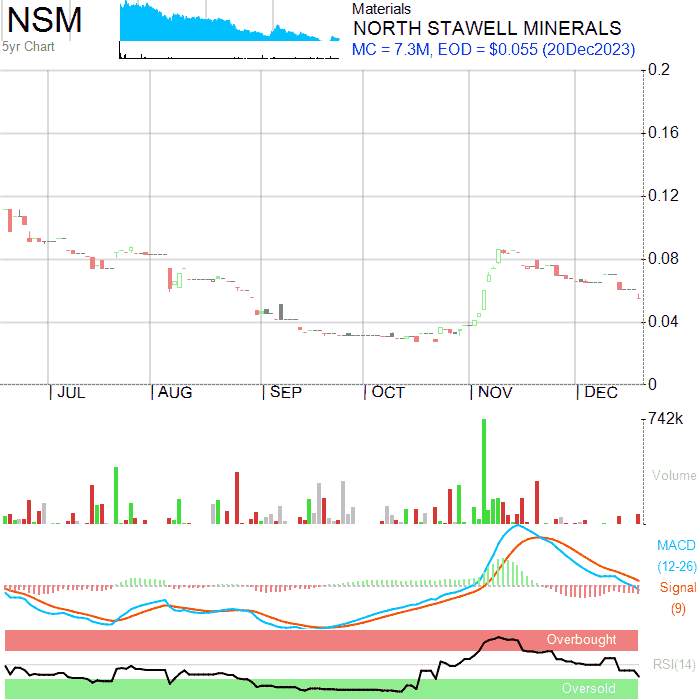 NSM
5yr Chart
Materials
NORTH STAWELL MINERALS
MC = 7.3M, EOD = $0.055 (20Dec2023)
0.2
0.16
0.12
0.08
0.04
0
JUL AUG SEP OCT NOV DEC
742k
Volume
MACD
(12-26)
Signal
(9)
Overbought
RSI(14)
Oversold